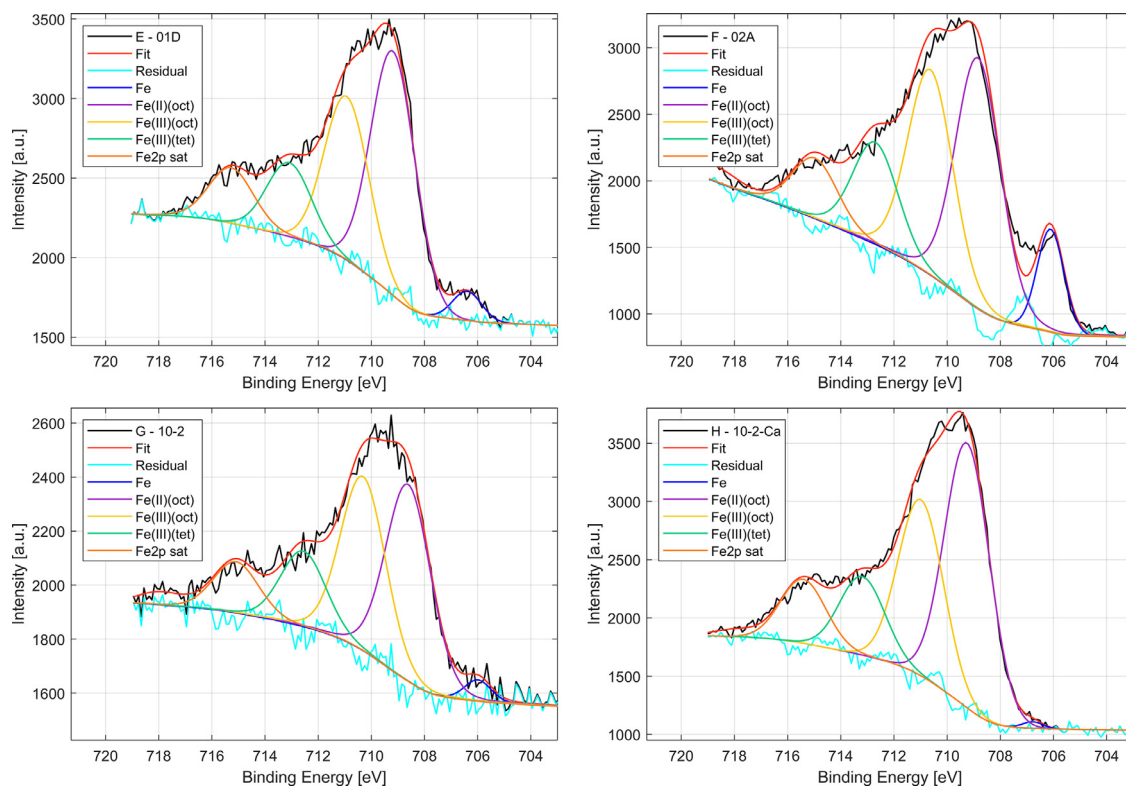 3500
3000
2500
2000
1500
Intensity [a.u.]
E - 01D
Fit
Residual
Fe
Fe(II)(oct)
Fe(III)(oct)
Fe(III)(tet)
Fe2p sat
720 718 716 714 712 710 708 706 704
Binding Energy [eV]
3000
2500
2000
1500
1000
Intensity [a.u.]
F - 02A
Fit
Residual
Fe
Fe(II)(oct)
Fe(III)(oct)
Fe(III)(tet)
Fe2p sat
720 718 716 714 712 710 708 706 704
Binding Energy [eV]
2600
2400
2200
2000
1800
1600
Intensity [a.u.]
G - 10-2
Fit
Residual
Fe
Fe(II)(oct)
Fe(III)(oct)
Fe(III)(tet)
Fe2p sat
720 718 716 714 712 710 708 706 704
Binding Energy [eV]
3500
3000
2500
2000
1500
1000
Intensity [a.u.]
H - 10-2-Ca
Fit
Residual
Fe
Fe(II)(oct)
Fe(III)(oct)
Fe(III)(tet)
Fe2p sat
720 718 716 714 712 710 708 706 704
Binding Energy [eV]